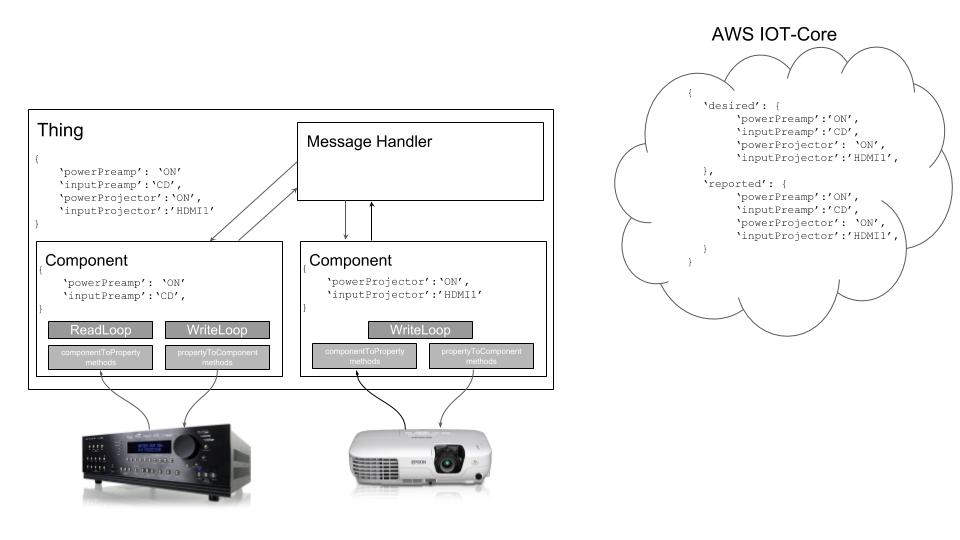 AWS IOT-Core
{
‘desired’: {
‘powerPreamp’:’ON’,
‘inputPreamp’:’CD’,
‘powerProjector’: ‘ON’,
‘inputProjector’:’HDMI1’,
},
‘reported’: {
‘powerPreamp’:’ON’,
‘inputPreamp’:’CD’,
‘powerProjector’: ‘ON’,
‘inputProjector’:’HDMI1’,
}
}
Thing
{
‘powerPreamp’: ‘ON’
‘inputPreamp’:‘CD’,
‘powerProjector’:‘ON’,
‘inputProjector’:’HDMI1’
}
Message Handler
Component
{
‘powerPreamp’: ‘ON’
‘inputPreamp’:‘CD’,
}
ReadLoop
WriteLoop
componentToProperty
methods
propertyToComponent
methods
Component
{
‘powerProjector’:‘ON’,
‘inputProjector’:’HDMI1’
}
WriteLoop
componentToProperty
methods
propertyToComponent
methods
EPSON